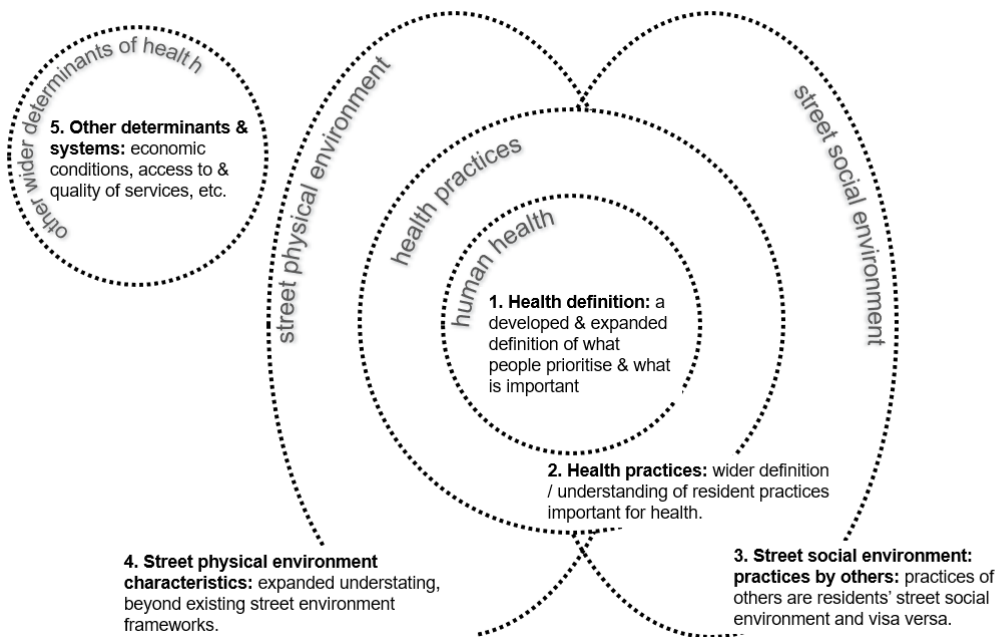 other wider determinants of health
5. Other determinants &
systems: economic
conditions, access to &
quality of services, etc.
street physical environment
health practices
human health
street social environment
1. Health definition: a
developed & expanded
definition of what
people prioritise & what
is important
2. Health practices: wider definition
/ understanding of resident practices
important for health.
4. Street physical environment
characteristics: expanded understating,
beyond existing street environment
frameworks.
3. Street social environment:
practices by others: practices of
others are residents’ street social
environment and visa versa.